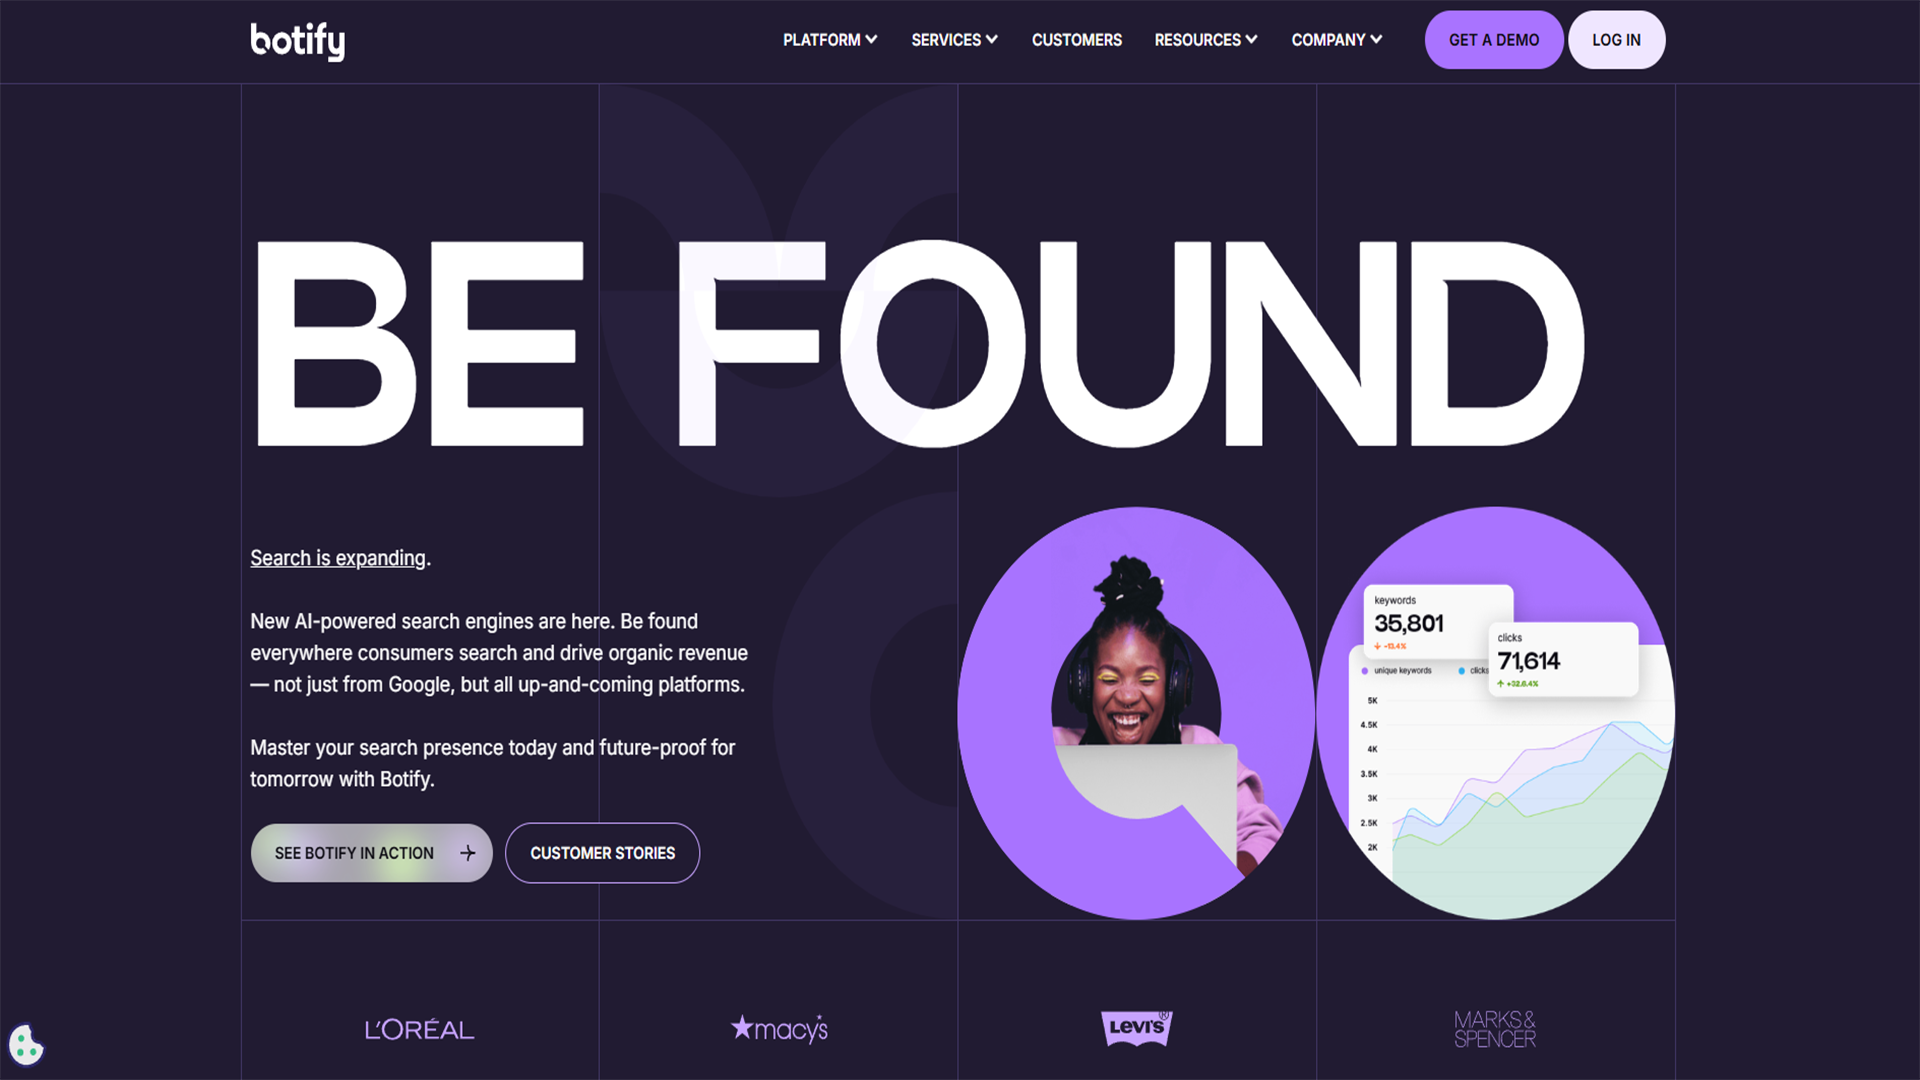 botify
PLATFORM
SERVICES
CUSTOMERS
RESOURCES
COMPANY
GET A DEMO
LOG IN
BE FOUND
Search is expanding.
New AI-powered search engines are here. Be found
everywhere consumers search and drive organic revenue
— not just from Google, but all up-and-coming platforms.
Master your search presence today and future-proof for
tomorrow with Botify.
SEE BOTIFY IN ACTION
CUSTOMER STORIES
keywords
35,801
-13.4%
clicks
71,614
+32.6.4%
unique keywords
clicks
5K
4.5K
4K
3.5K
3K
2.5K
2K
L'ORÉAL
macy's
LEVI'S®
MARKS &
SPENCER